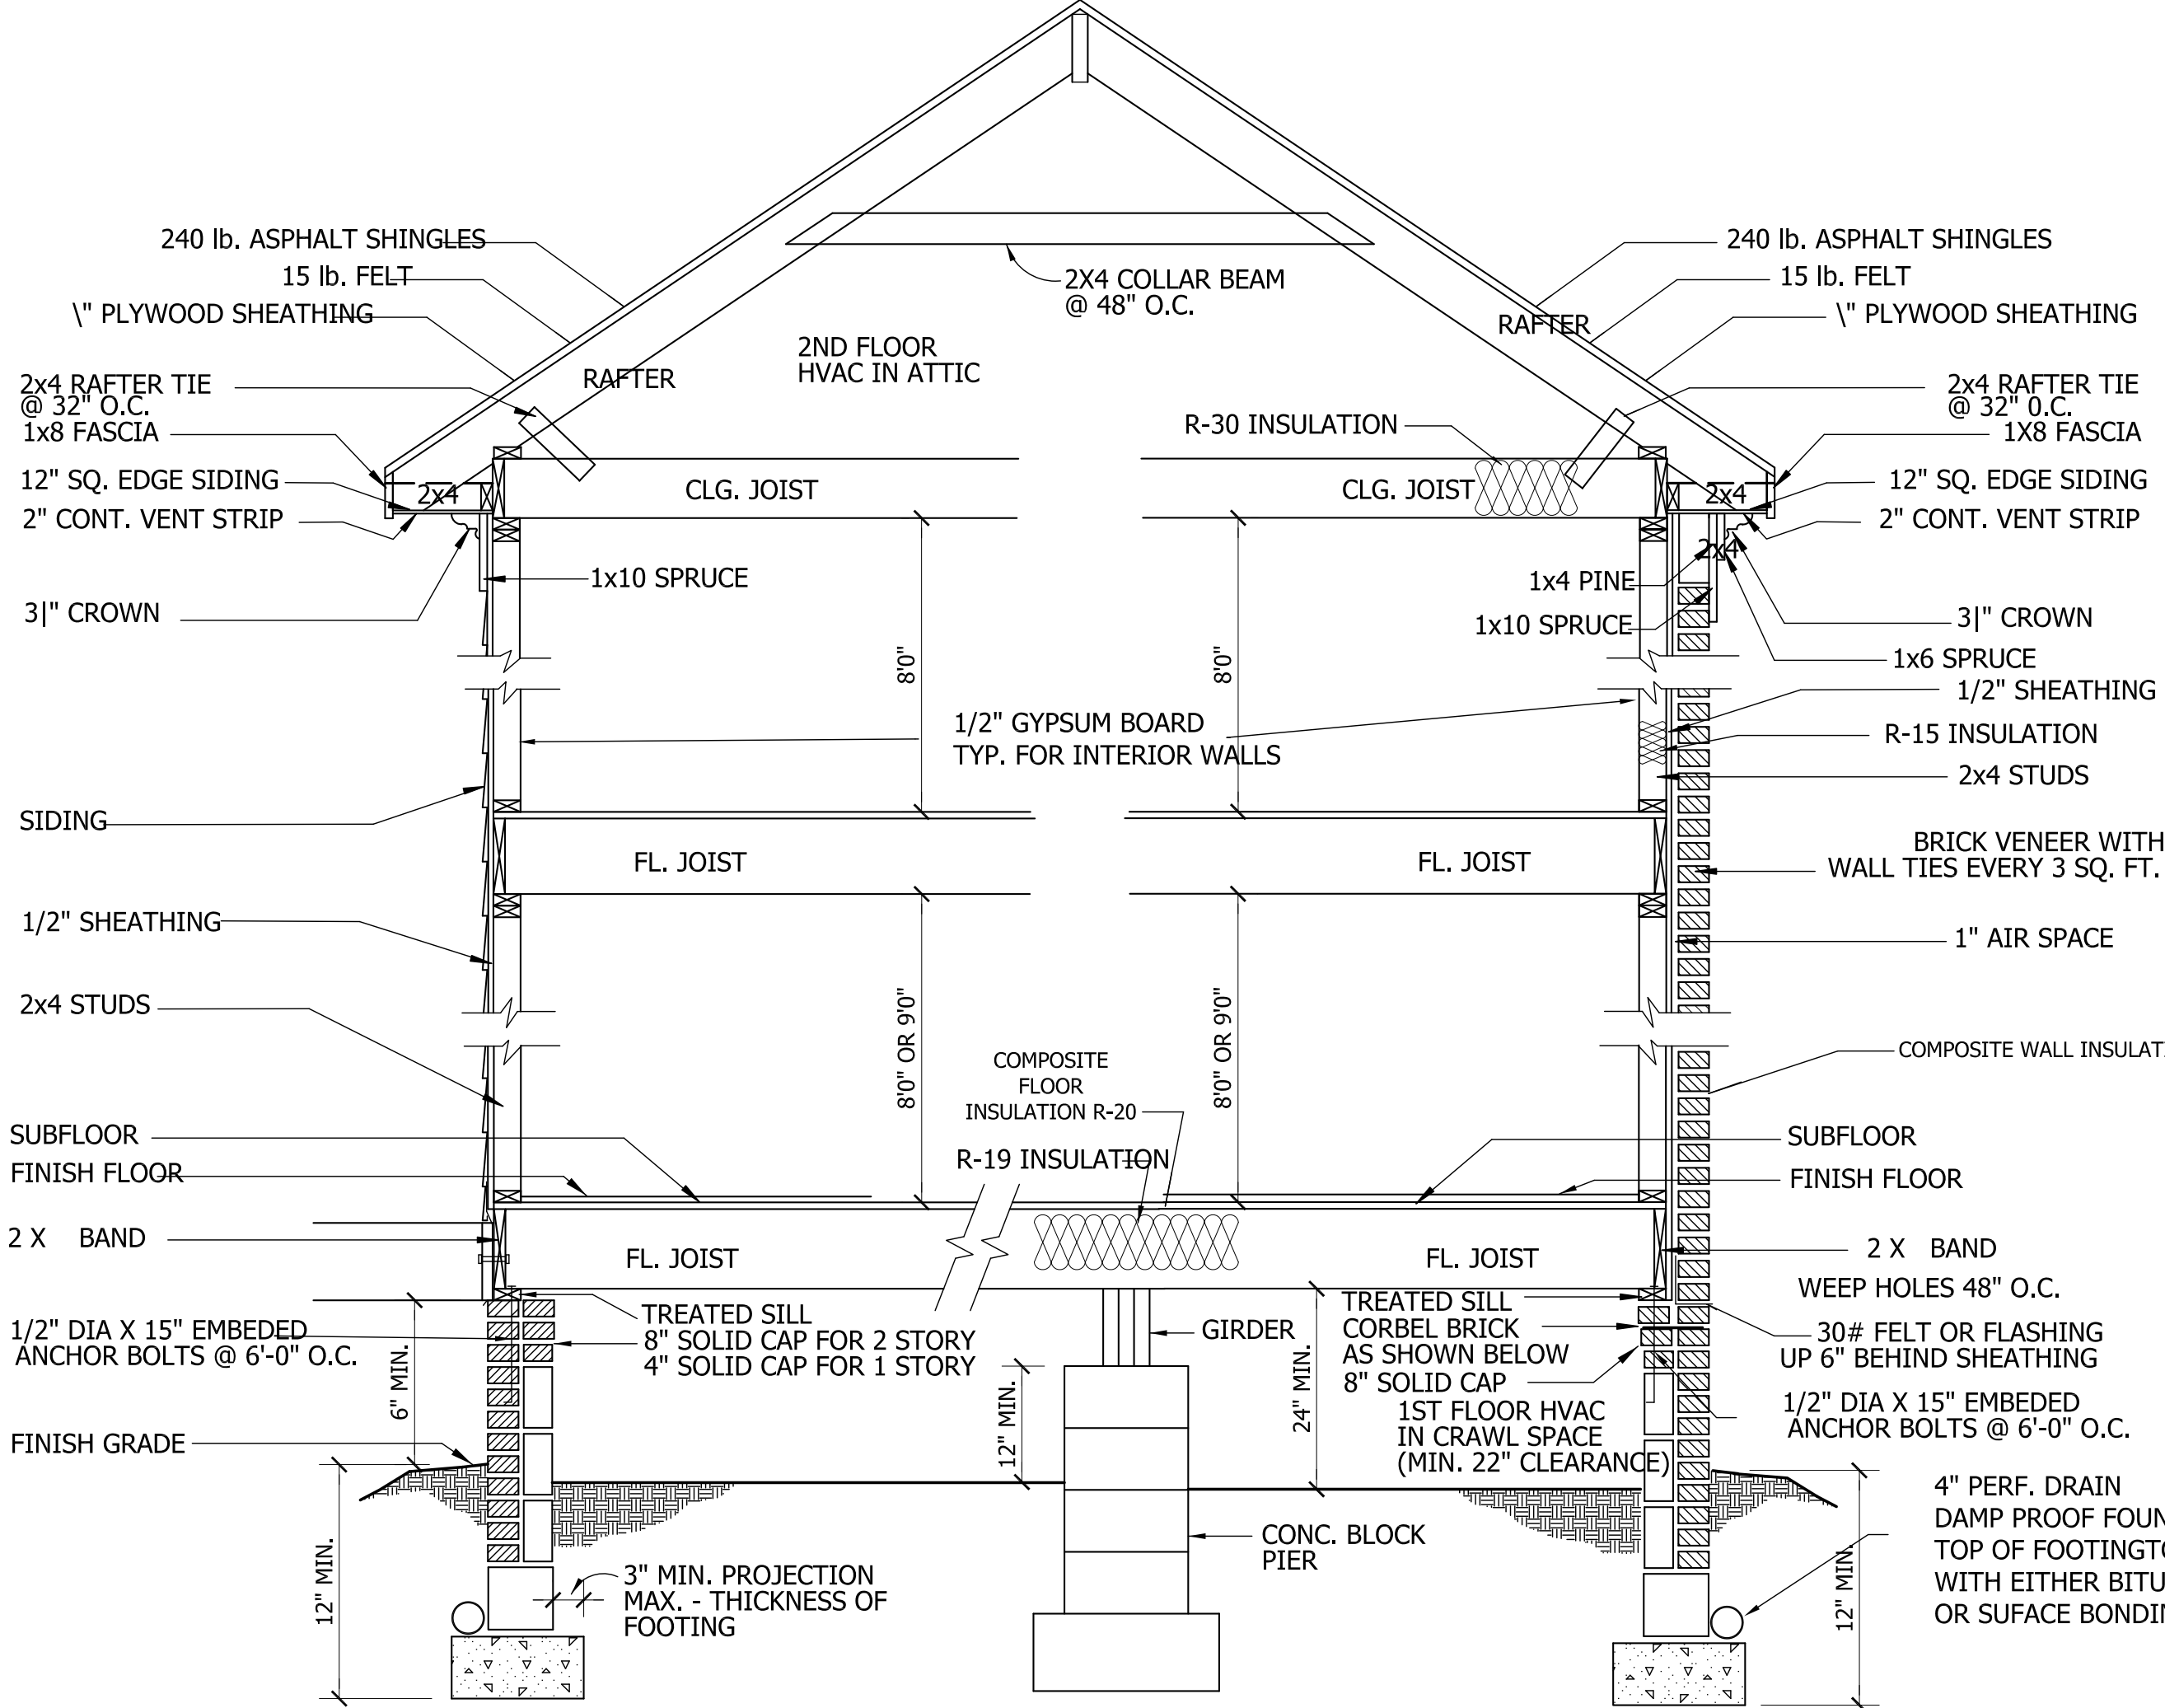 240 lb. ASPHALT SHINGLES
15 lb. FELT
\" PLYWOOD SHEATHING
2x4 RAFTER TIE
@ 32" O.C.
1x8 FASCIA
12" SQ. EDGE SIDING
2" CONT. VENT STRIP
3|" CROWN
SIDING
1/2" SHEATHING
2x4 STUDS
SUBFLOOR
FINISH FLOOR
2 X BAND
1/2" DIA X 15" EMBEDED
ANCHOR BOLTS @ 6'-0" O.C.
FINISH GRADE
6" MIN.
12" MIN.
RAFTER
2x4
1x10 SPRUCE
2ND FLOOR
HVAC IN ATTIC
2X4 COLLAR BEAM
@ 48" O.C.
CLG. JOIST
8'0"
FL. JOIST
8'0" OR 9'0"
FL. JOIST
TREATED SILL
8" SOLID CAP FOR 2 STORY
4" SOLID CAP FOR 1 STORY
3" MIN. PROJECTION
MAX. - THICKNESS OF
FOOTING
1/2" GYPSUM BOARD
TYP. FOR INTERIOR WALLS
COMPOSITE
FLOOR
INSULATION R-20
R-19 INSULATION
GIRDER
12" MIN.
24" MIN.
CONC. BLOCK
PIER
RAFTER
R-30 INSULATION
CLG. JOIST
8'0"
1x4 PINE
1x10 SPRUCE
FL. JOIST
8'0" OR 9'0"
FL. JOIST
TREATED SILL
CORBEL BRICK
AS SHOWN BELOW
8" SOLID CAP
1ST FLOOR HVAC
IN CRAWL SPACE
(MIN. 22" CLEARANCE)
240 lb. ASPHALT SHINGLES
15 lb. FELT
\" PLYWOOD SHEATHING
2x4 RAFTER TIE
@ 32" 0.C.
1X8 FASCIA
2x4
12" SQ. EDGE SIDING
2" CONT. VENT STRIP
2x4
3|" CROWN
1x6 SPRUCE
1/2" SHEATHING
R-15 INSULATION
2x4 STUDS
BRICK VENEER WITH
WALL TIES EVERY 3 SQ. FT.
1" AIR SPACE
COMPOSITE WALL
SUBFLOOR
FINISH FLOOR
2 X BAND
WEEP HOLES 48" O.C.
30# FELT OR FLASHING
UP 6" BEHIND SHEATHING
1/2" DIA X 15" EMBEDED
ANCHOR BOLTS @ 6'-0" O.C.
12" MIN.
4" PERF. DRAIN
DAMP PROOF
TOP OF
WITH EITHER
OR SUFACE